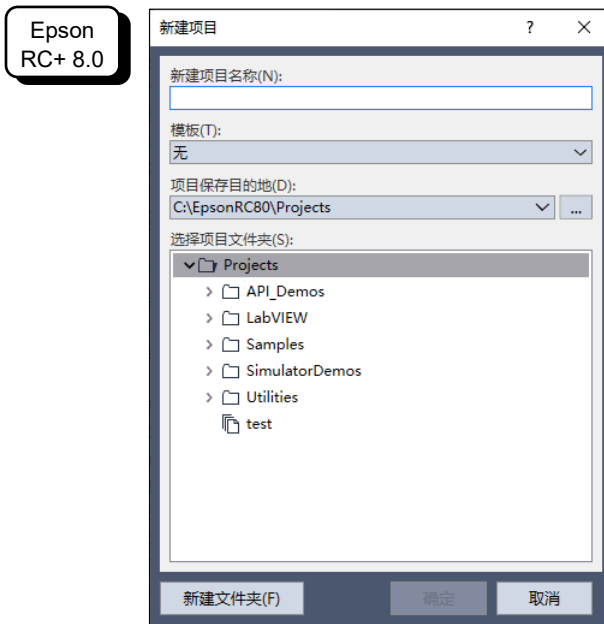 Epson
RC+ 8.0
新建项目
?
新建项目名称(N):
模板(T):
无
项目保存目的地(D):
C:\EpsonRC80\Projects
...
选择项目文件夹(S):
Projects
API_Demos
LabVIEW
Samples
SimulatorDemos
Utilities
test
新建文件夹(F)
确定
取消